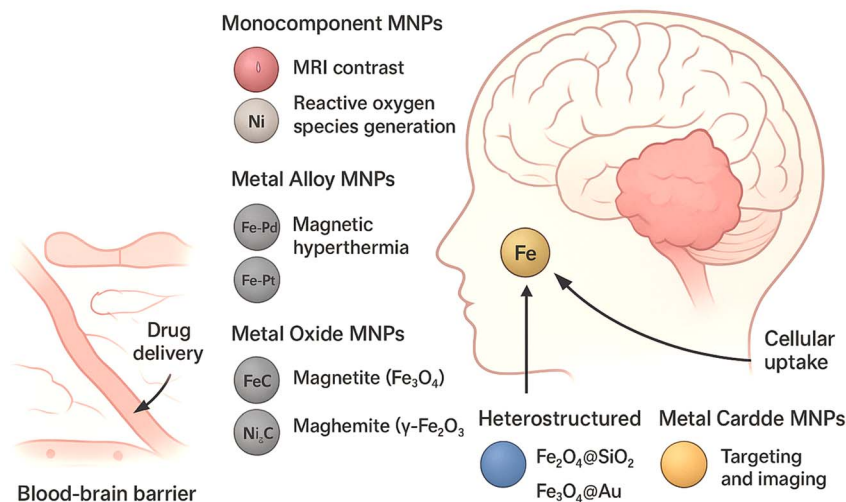 Monocomponent MNPs
MRI contrast
Ni
Reactive oxygen
species generation
Metal Alloy MNPs
Fe-Pd
Magnetic
hyperthermia
Fe-Pt
Metal Oxide MNPs
FeC
Magnetite (Fe₃O₄)
Ni₃C
Maghemite (γ-Fe₂O₃
Drug
delivery
Blood-brain barrier
Fe
Cellular
uptake
Heterostructured
Fe₂O₄@SiO₂
Fe₃O₄@Au
Metal Cardde MNPs
Targeting
and imaging